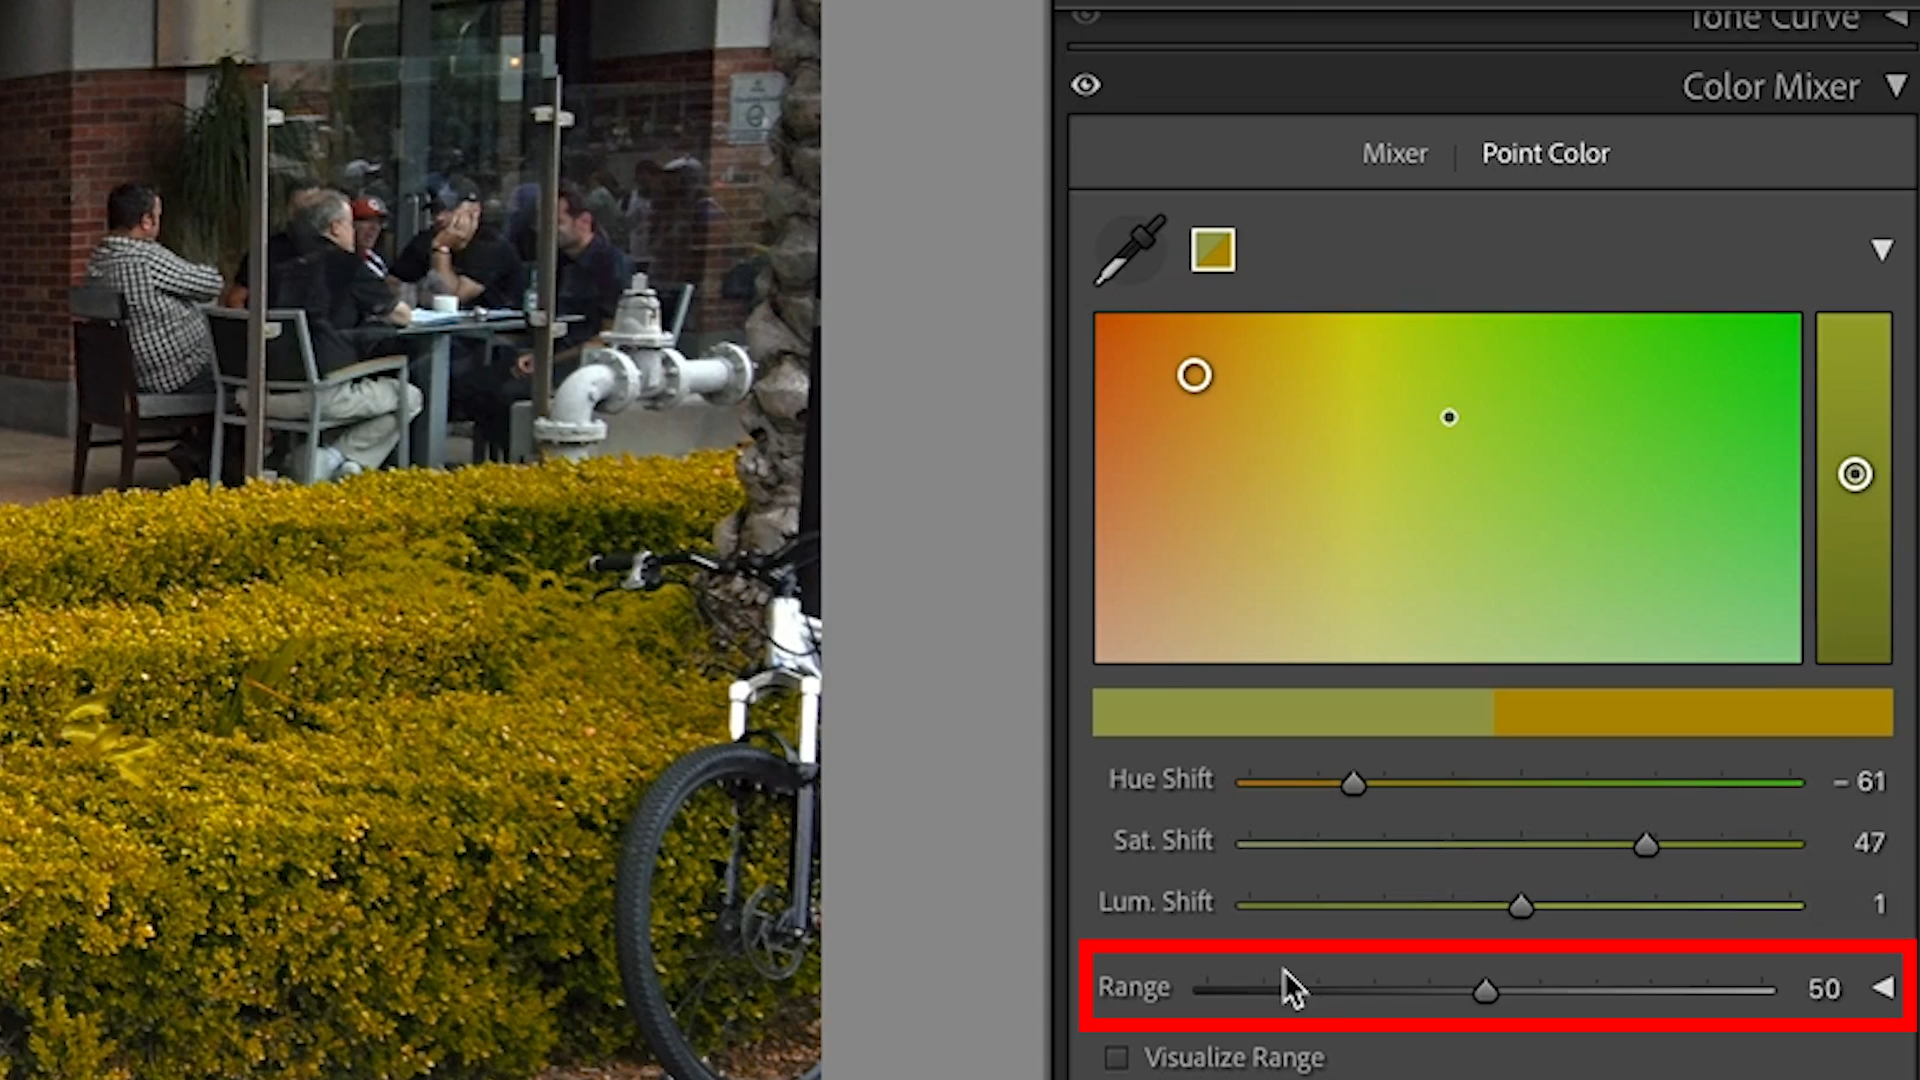 Tone Curve
Color Mixer
Mixer | Point Color
Hue Shift - 61
Sat. Shift 47
Lum. Shift 1
Range 50
Visualize Range